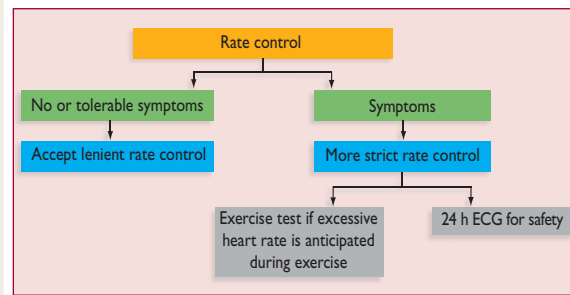 Rate control
No or tolerable symptoms
Symptoms
Accept lenient rate control
More strict rate control
Exercise test if excessive
heart rate is anticipated
during exercise
24 h ECG for safety